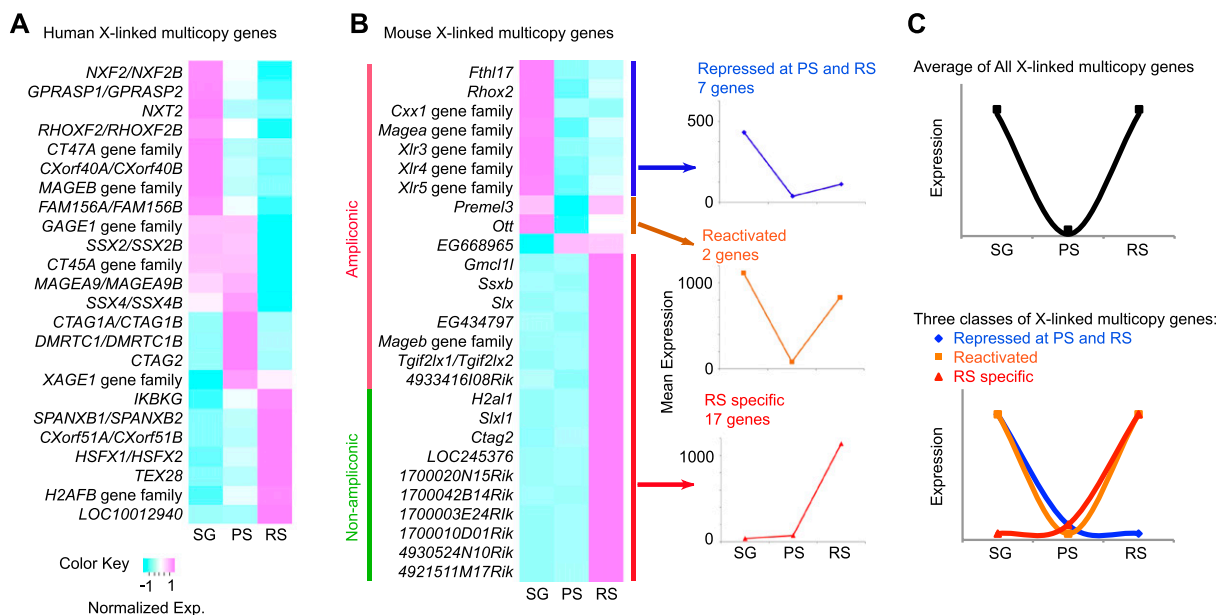 A
Human X-linked multicopy genes
NXF2/NXF2B
GPRASP1/GPRASP2
NXT2
RHOXF2/RHOXF2B
CT47A gene family
CXorf40A/CXorf40B
MAGEB gene family
FAM156A/FAM156B
GAGE1 gene family
SSX2/SSX2B
CT45A gene family
MAGEA9/MAGEA9B
SSX4/SSX4B
CTAG1A/CTAG1B
DMRTC1/DMRTC1B
CTAG2
XAGE1 gene family
IKBKG
SPANXB1/SPANXB2
CXorf51A/CXorf51B
HSFX1/HSFX2
TEX28
H2AFB gene family
LOC10012940
SG PS RS
Color Key
-1 1
Normalized Exp.
B
Mouse X-linked multicopy genes
Ampliconic
Non-ampliconic
Fthl17
Rhox2
Cxx1 gene family
Magea gene family
Xlr3 gene family
Xlr4 gene family
Xlr5 gene family
Premel3
Ott
EG668965
Gmcl1l
Ssxb
Slx
EG434797
Mageb gene family
Tgif2lx1/Tgif2lx2
4933416I08Rik
H2al1
Slxl1
Ctag2
LOC245376
1700020N15Rik
1700042B14Rik
1700003E24RIk
1700010D01Rik
4930524N10Rik
4921511M17Rik
SG PS RS
Repressed at PS and RS
7 genes
500
0
Reactivated
2 genes
1000
0
Mean Expression
RS specific
17 genes
1000
0
SG PS RS
C
Average of All X-linked multicopy genes
Expression
SG PS RS
Three classes of X-linked multicopy genes:
Repressed at PS and RS
Reactivated
RS specific
Expression
SG PS RS